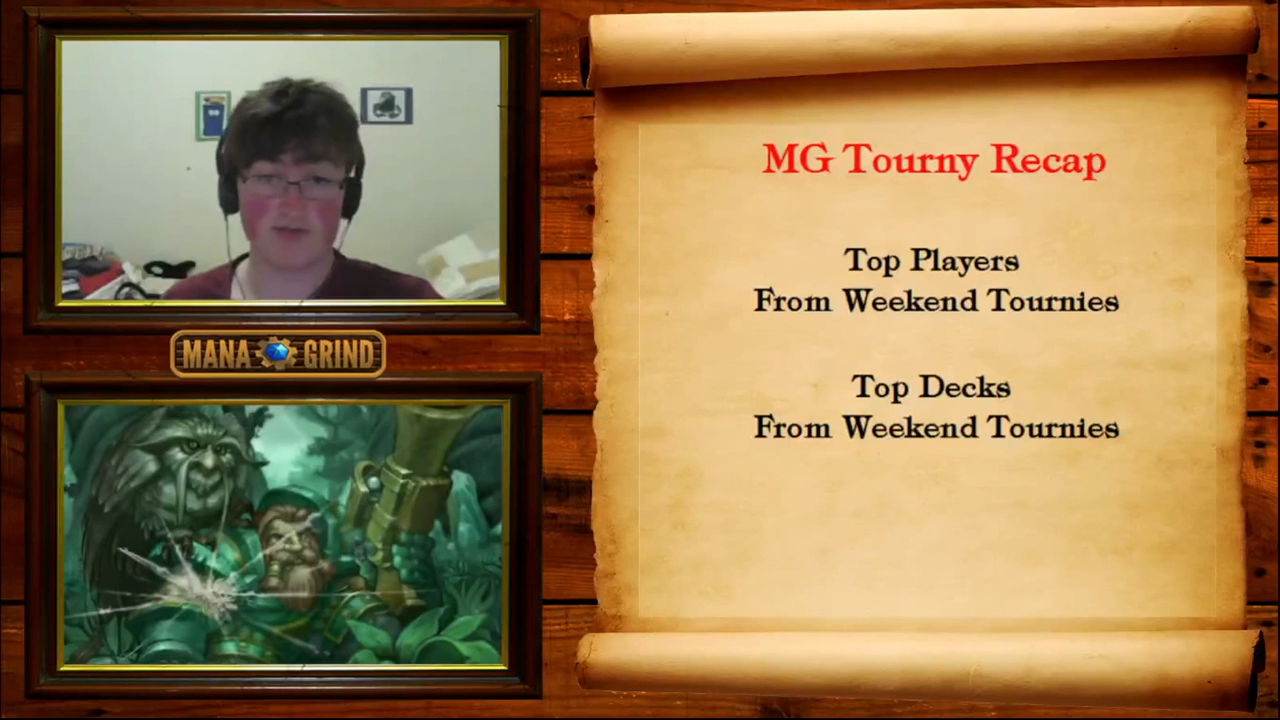 MANA GRIND
MG Tourny Recap
Top Players
From Weekend Tournies
Top Decks
From Weekend Tournies